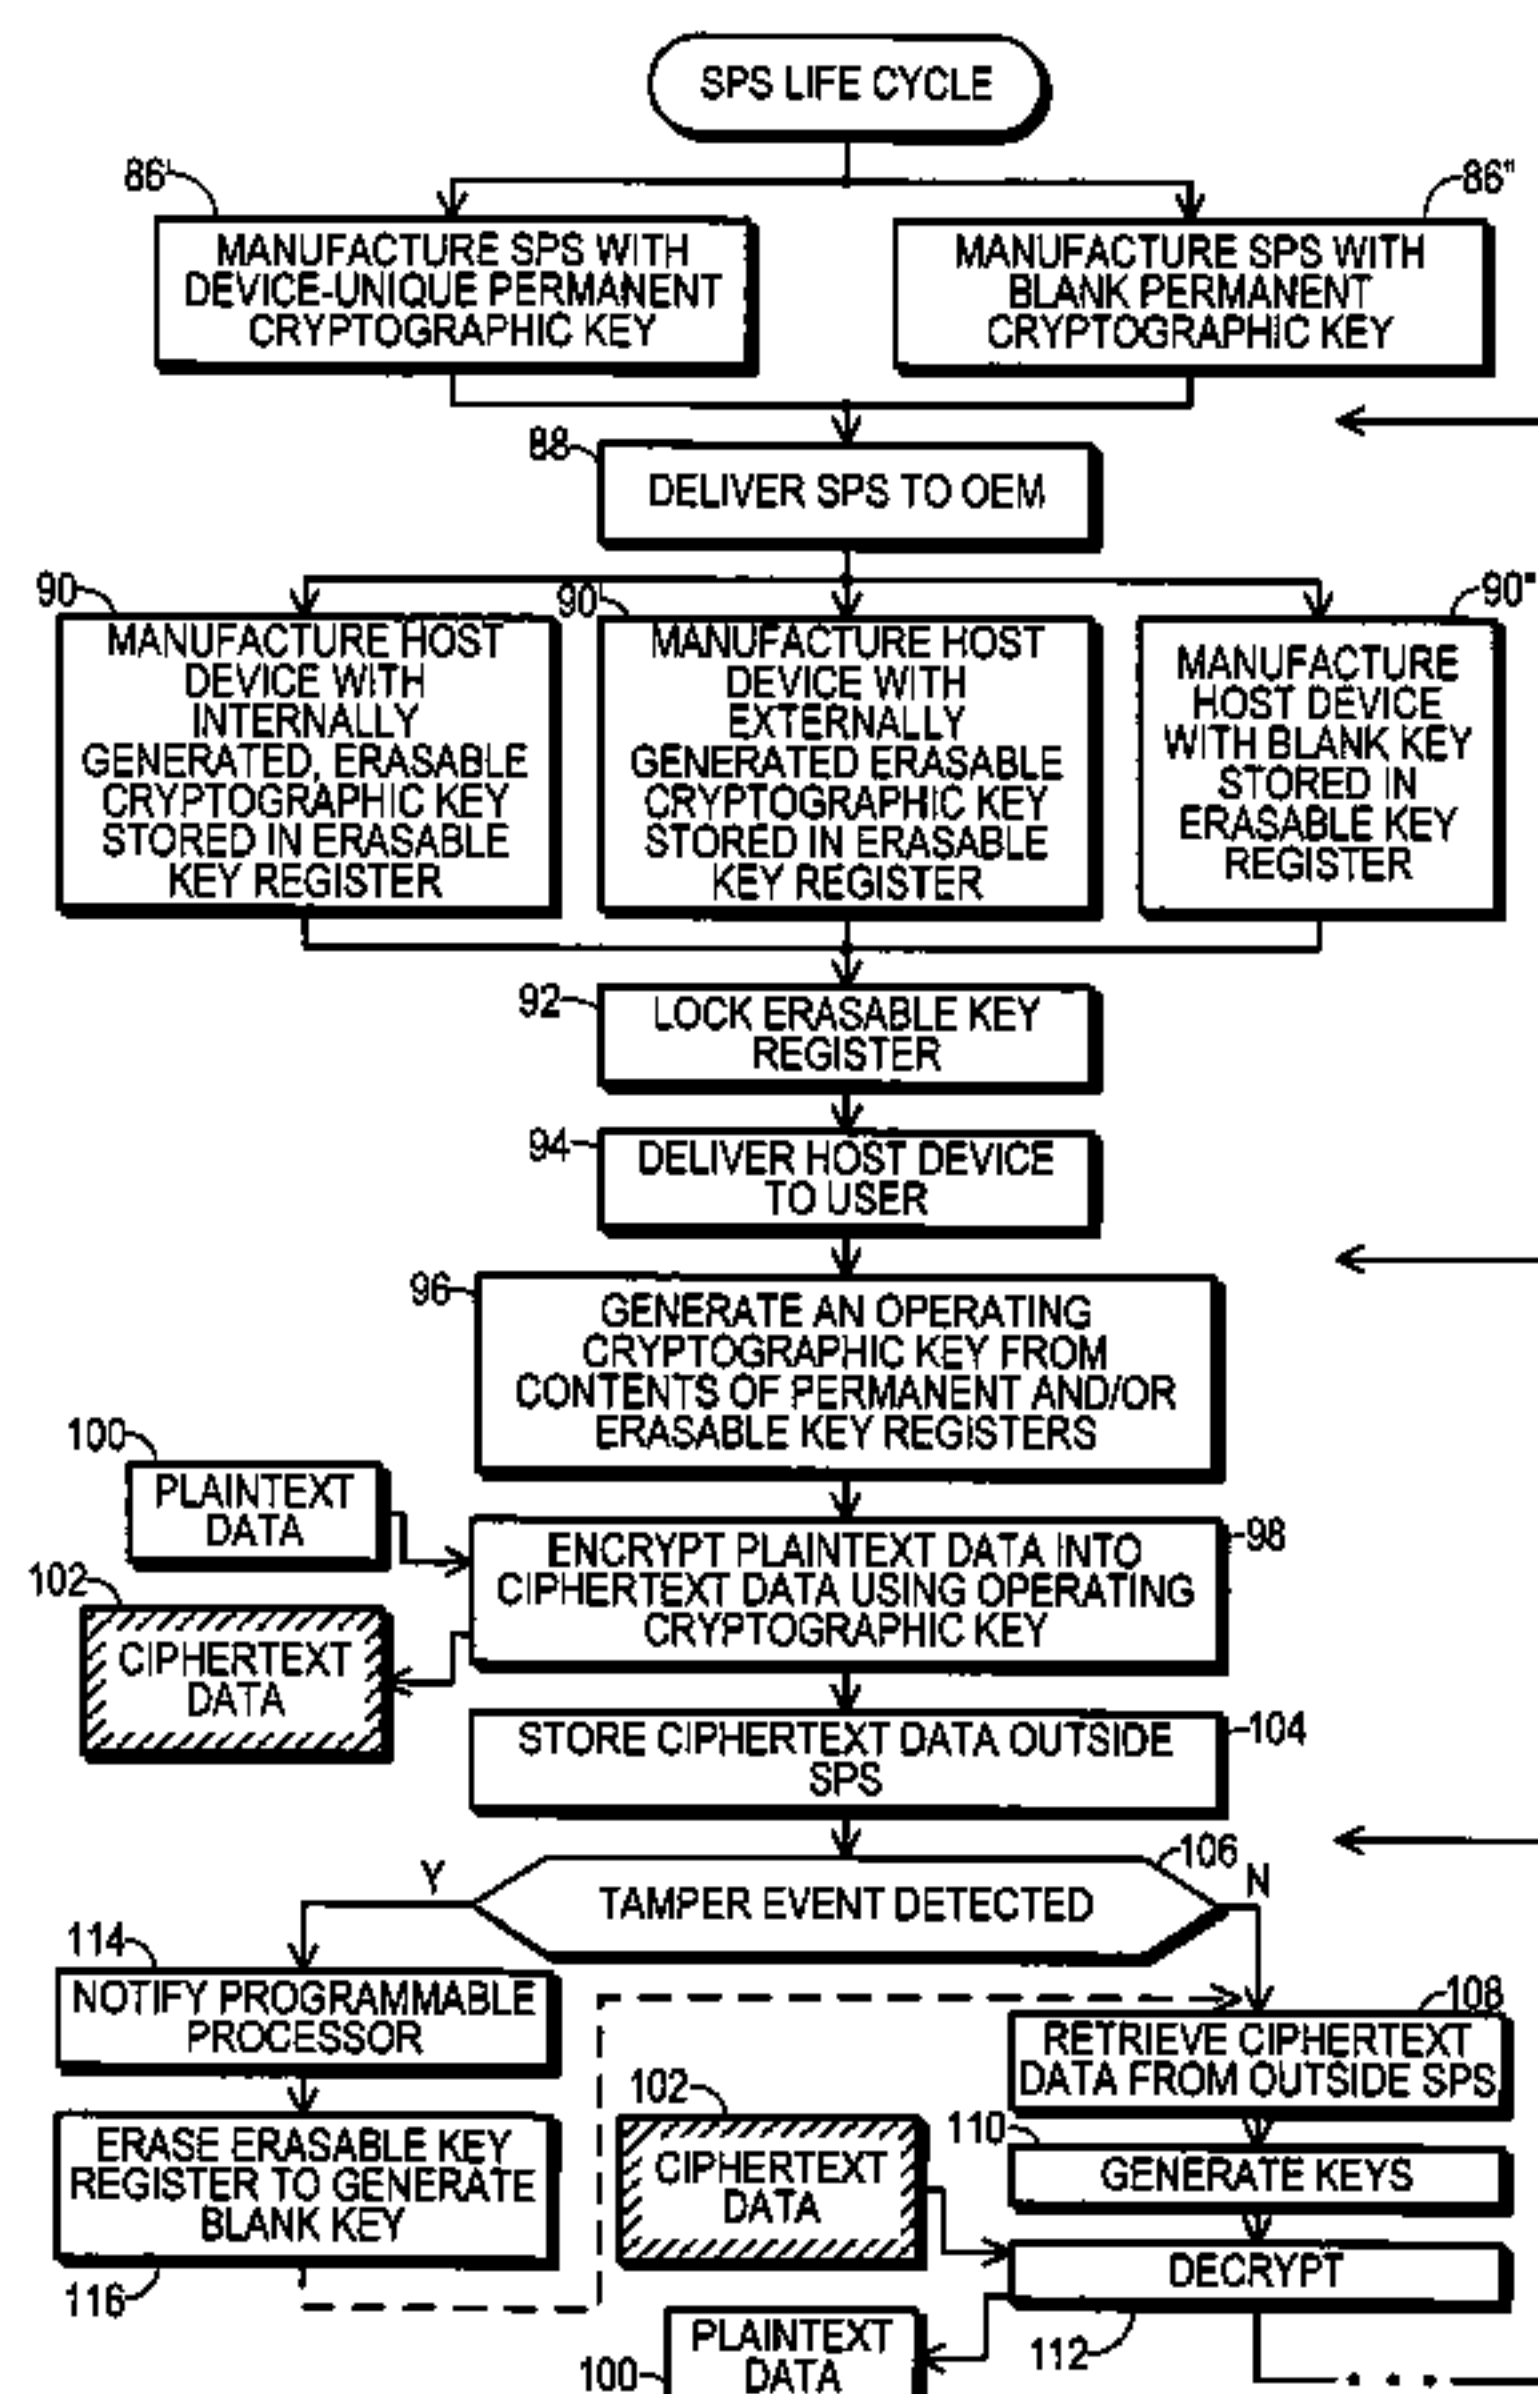 SPS LIFE CYCLE
86'
86"
MANUFACTURE SPS WITH
DEVICE-UNIQUE PERMANENT
CRYPTOGRAPHIC KEY
MANUFACTURE SPS WITH
BLANK PERMANENT
CRYPTOGRAPHIC KEY
88
DELIVER SPS TO OEM
90
90'
90"
MANUFACTURE HOST
DEVICE WITH
INTERNALLY
GENERATED, ERASABLE
CRYPTOGRAPHIC KEY
STORED IN ERASABLE
KEY REGISTER
MANUFACTURE HOST
DEVICE WITH
EXTERNALLY
GENERATED ERASABLE
CRYPTOGRAPHIC KEY
STORED IN ERASABLE
KEY REGISTER
MANUFACTURE
HOST DEVICE
WITH BLANK KEY
STORED IN
ERASABLE KEY
REGISTER
92
LOCK ERASABLE KEY
REGISTER
94
DELIVER HOST DEVICE
TO USER
96
GENERATE AN OPERATING
CRYPTOGRAPHIC KEY FROM
CONTENTS OF PERMANENT AND/OR
ERASABLE KEY REGISTERS
100
PLAINTEXT
DATA
98
ENCRYPT PLAINTEXT DATA INTO
CIPHERTEXT DATA USING OPERATING
CRYPTOGRAPHIC KEY
102
CIPHERTEXT
DATA
104
STORE CIPHERTEXT DATA OUTSIDE
SPS
106
Y
TAMPER EVENT DETECTED
N
114
NOTIFY PROGRAMMABLE
PROCESSOR
108
RETRIEVE CIPHERTEXT
DATA FROM OUTSIDE SPS
102
CIPHERTEXT
DATA
110
GENERATE KEYS
ERASE ERASABLE KEY
REGISTER TO GENERATE
BLANK KEY
116
DECRYPT
112
PLAINTEXT
DATA
100